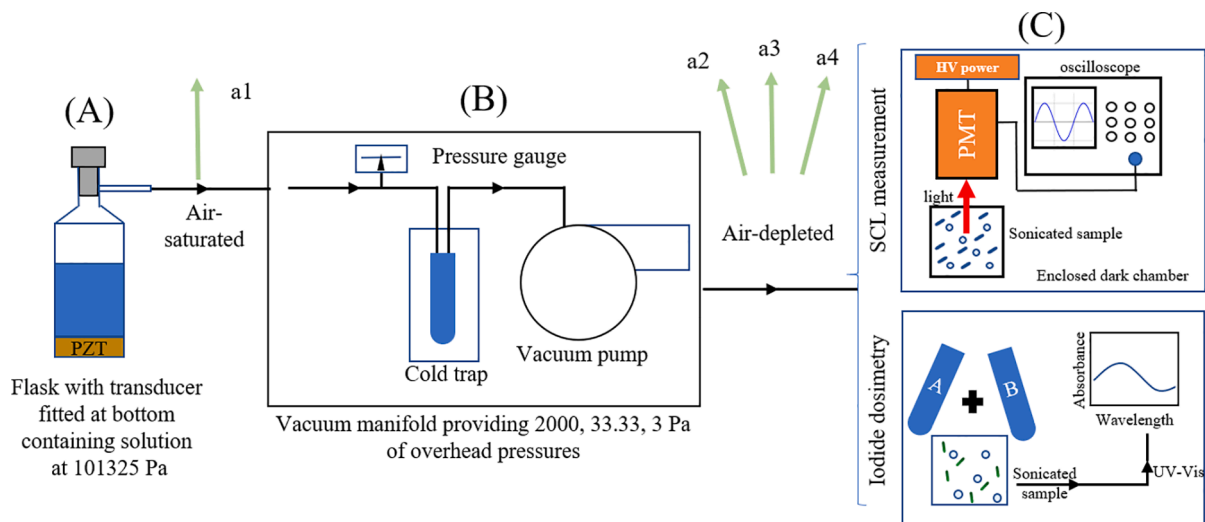 (A)
a1
Air-
saturated
PZT
Flask with transducer
fitted at bottom
containing solution
at 101325 Pa
(B)
Pressure gauge
Cold trap
Vacuum pump
Vacuum manifold providing 2000, 33.33, 3 Pa
of overhead pressures
a2
a3
a4
Air-depleted
(C)
SCL measurement
HV power
oscilloscope
PMT
light
Sonicated sample
Enclosed dark chamber
Iodide dosimetry
A
B
Absorbance
Wavelength
Sonicated
sample
UV-Vis